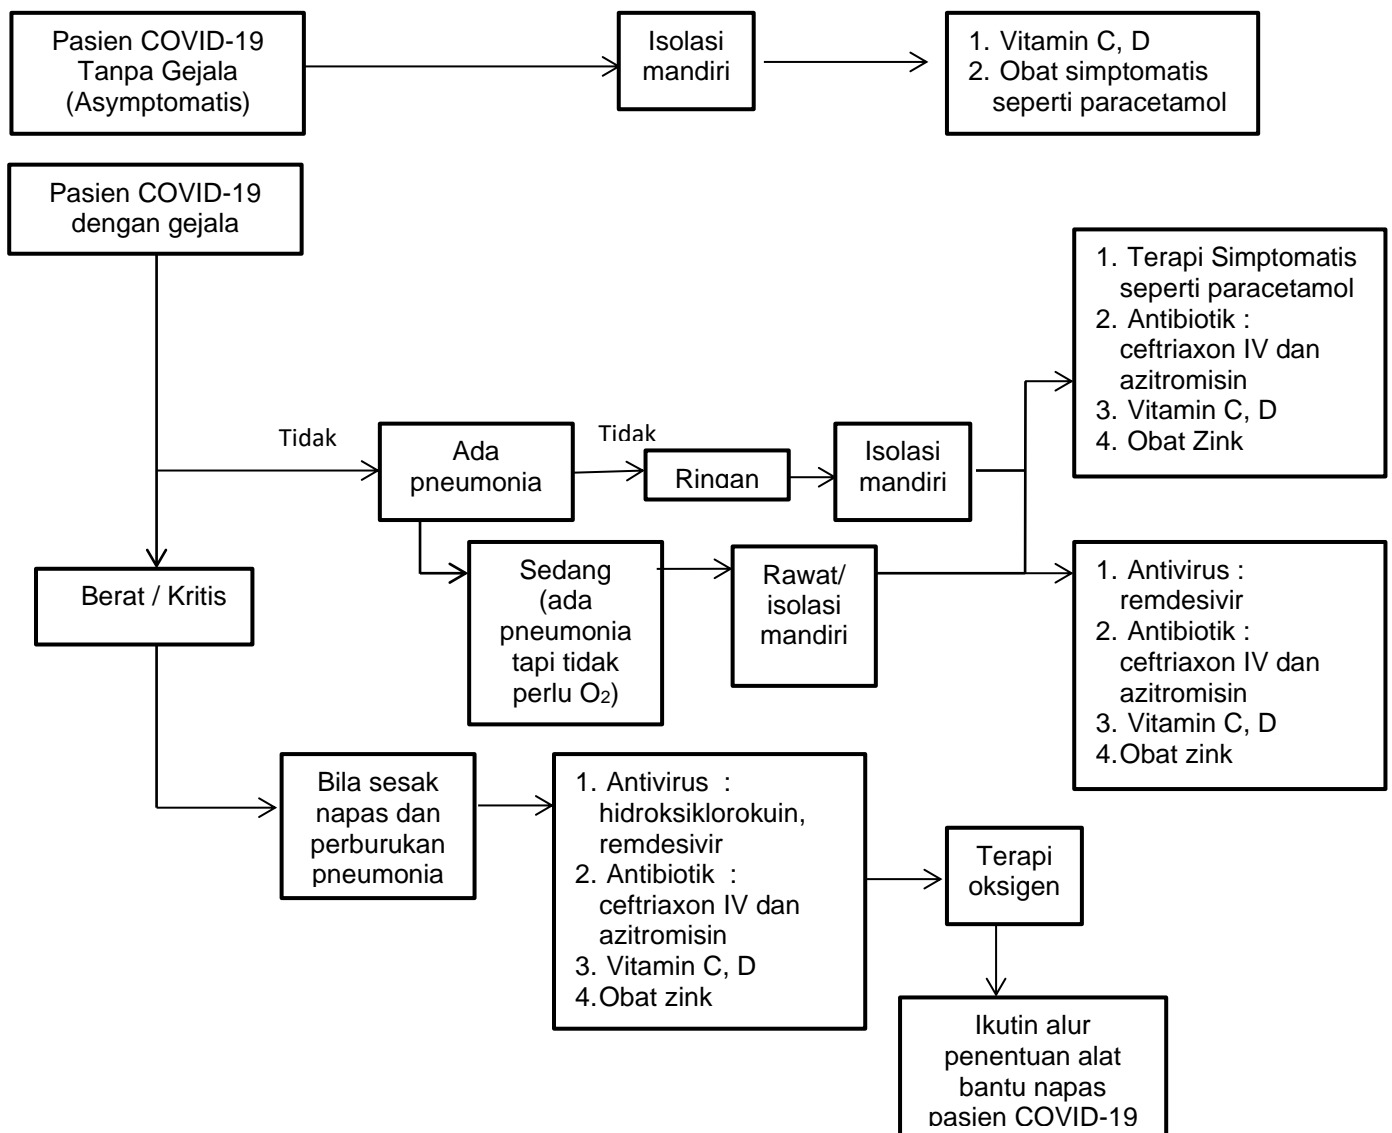 Pasien COVID-19
Tanpa Gejala
(Asymptomatis)
Isolasi
mandiri
1. Vitamin C, D
2. Obat simptomatis
seperti paracetamol
Pasien COVID-19
dengan gejala
1. Terapi Simptomatis
seperti paracetamol
2. Antibiotik :
ceftriaxon IV dan
azitromisin
3. Vitamin C, D
4. Obat Zink
Tidak
Ada
pneumonia
Tidak
Ringan
Isolasi
mandiri
Berat / Kritis
Sedang
(ada
pneumonia
tapi tidak
perlu O₂)
Rawat/
isolasi
mandiri
1. Antivirus :
remdesivir
2. Antibiotik :
ceftriaxon IV dan
azitromisin
3. Vitamin C, D
4.Obat zink
Bila sesak
napas dan
perburukan
pneumonia
1. Antivirus :
hidroksiklorokuin,
remdesivir
2. Antibiotik :
ceftriaxon IV dan
azitromisin
3. Vitamin C, D
4.Obat zink
Terapi
oksigen
Ikutin alur
penentuan alat
bantu napas
pasien COVID-19